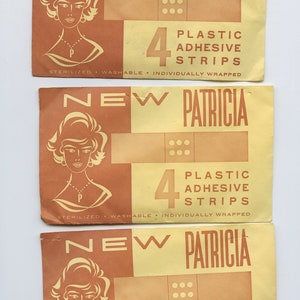 4 PLASTIC
ADHESIVE
STRIPS
STERILIZED • WASHABLE • INDIVIDUALLY WRAPPED
NEW PATRICIA
4 PLASTIC
ADHESIVE
STRIPS
STERILIZED • WASHABLE • INDIVIDUALLY WRAPPED
NEW PATRICIA